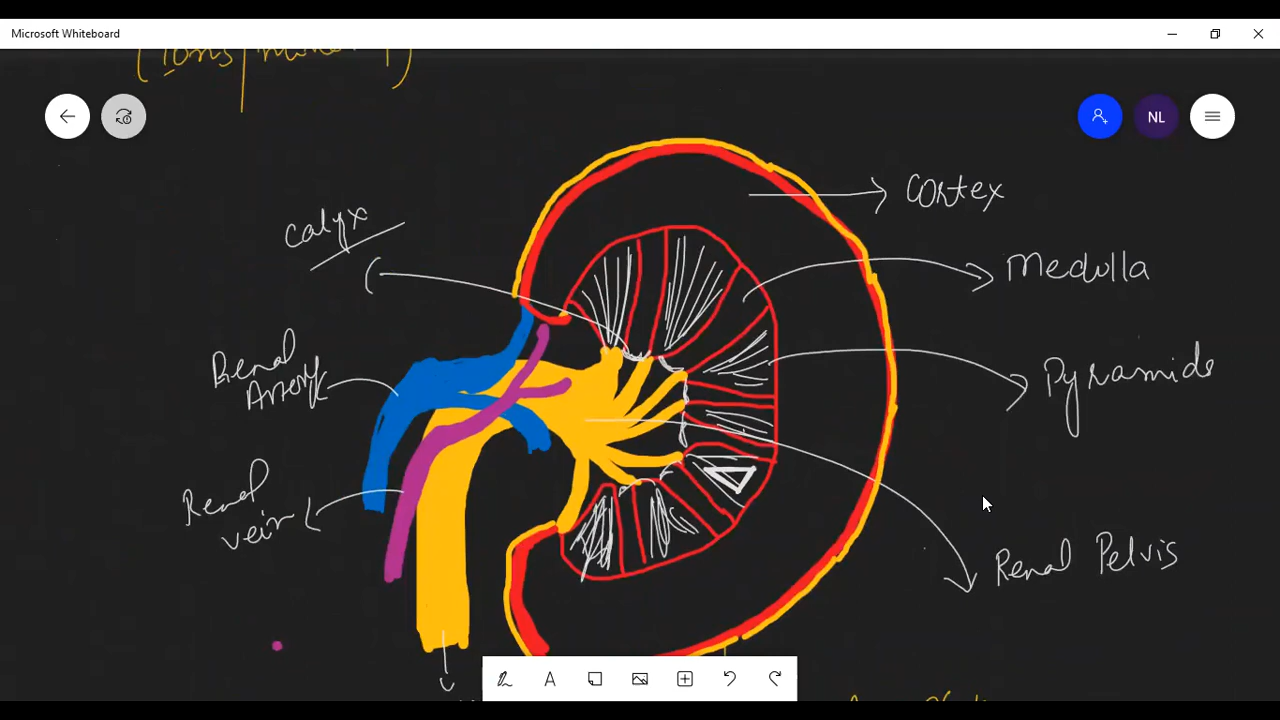 Microsoft Whiteboard
NL
Cortex
Calyx
Medulla
Renal
Artery
Pyramids
Renal
vein
Renal Pelvis